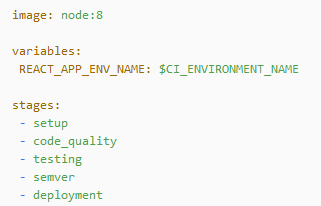 image: node:8

variables:
 REACT_APP_ENV_NAME: $CI_ENVIRONMENT_NAME

stages:
 - setup
 - code_quality
 - testing
 - semver
 - deployment